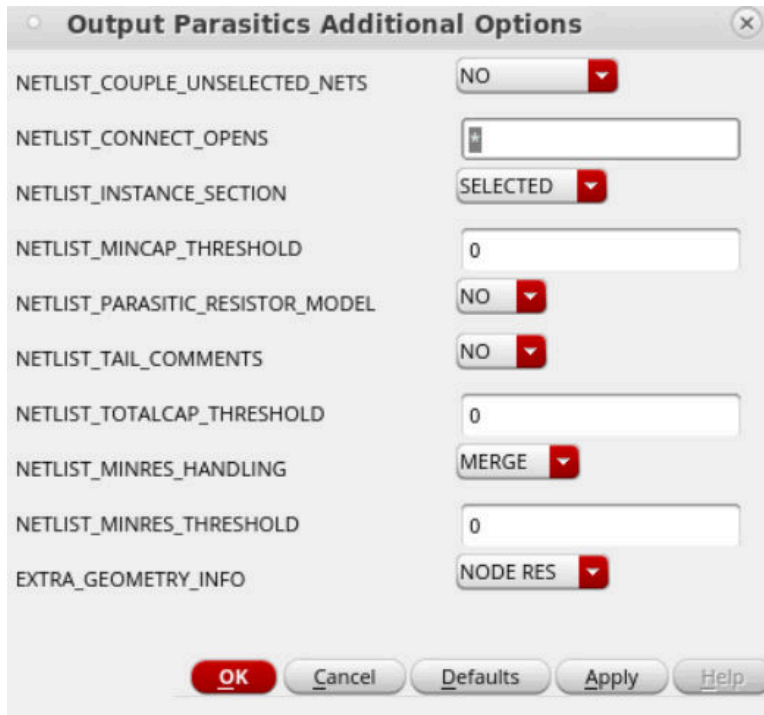 Output Parasitics Additional Options
NETLIST_COUPLE_UNSELECTED_NETS NO
NETLIST_CONNECT_OPENS *
NETLIST_INSTANCE_SECTION SELECTED
NETLIST_MINCAP_THRESHOLD 0
NETLIST_PARASITIC_RESISTOR_MODEL NO
NETLIST_TAIL_COMMENTS NO
NETLIST_TOTALCAP_THRESHOLD 0
NETLIST_MINRES_HANDLING MERGE
NETLIST_MINRES_THRESHOLD 0
EXTRA_GEOMETRY_INFO NODE RES
OK Cancel Defaults Apply Help